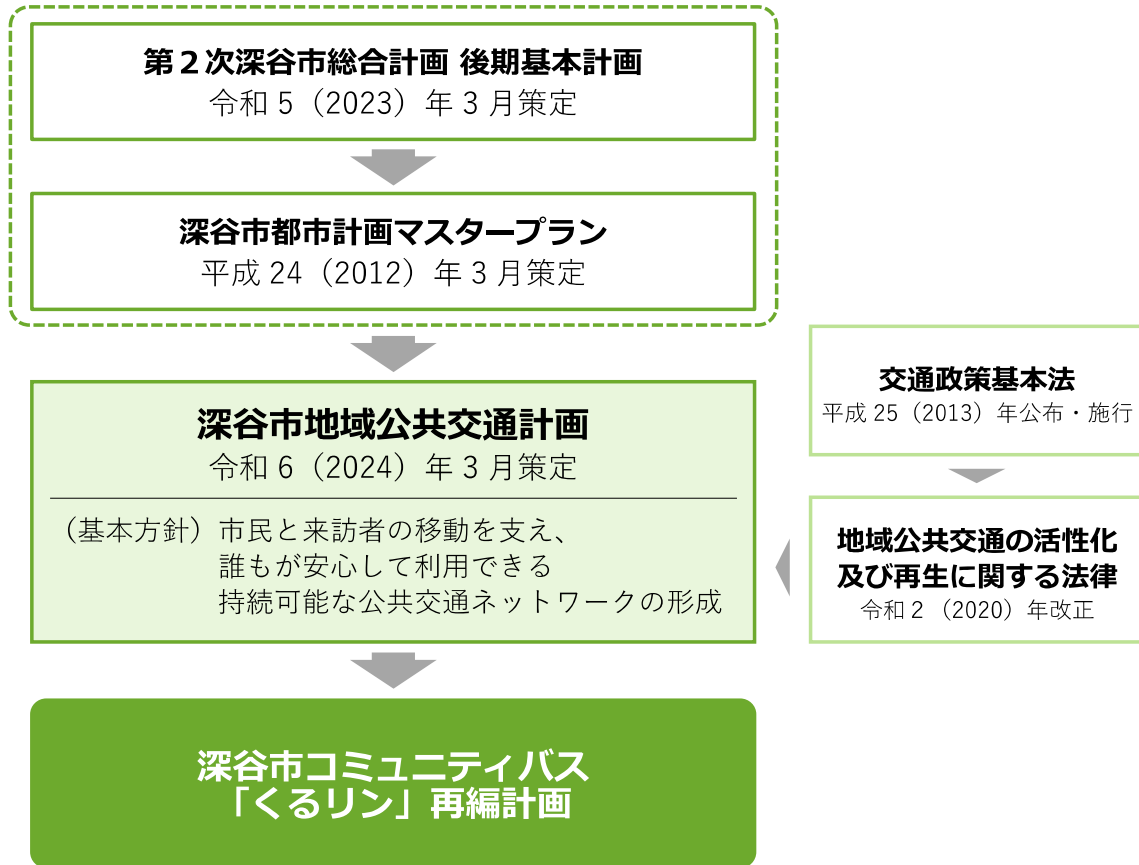 第２次深谷市総合計画 後期基本計画
令和 5（2023）年 3 月策定
深谷市都市計画マスタープラン
平成 24（2012）年 3 月策定
深谷市地域公共交通計画
令和 6（2024）年 3 月策定
（基本方針）市民と来訪者の移動を支え、
誰もが安心して利用できる
持続可能な公共交通ネットワークの形成
交通政策基本法
平成 25（2013）年公布・施行
地域公共交通の活性化
及び再生に関する法律
令和 2（2020）年改正
深谷市コミュニティバス
「くるリン」再編計画